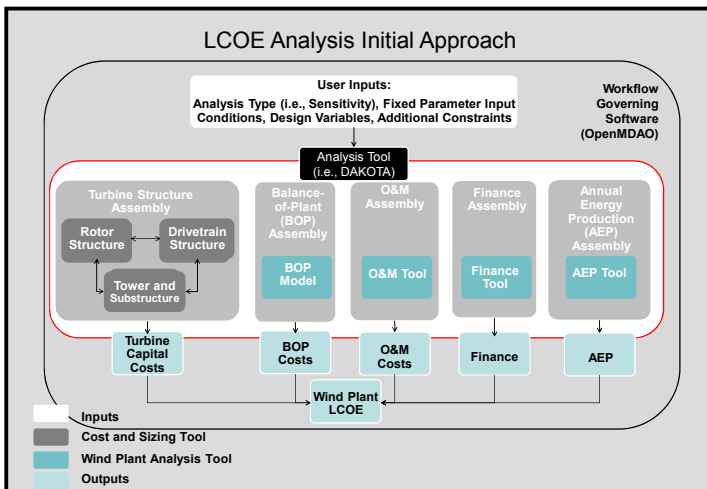 LCOE Analysis Initial Approach
User Inputs:
Analysis Type (i.e., Sensitivity), Fixed Parameter Input
Conditions, Design Variables, Additional Constraints
Workflow
Governing
Software
(OpenMDAO)
Analysis Tool
(i.e., DAKOTA)
Turbine Structure
Assembly
Rotor
Structure
Drivetrain
Structure
Tower and
Substructure
Balance-
of-Plant
(BOP)
Assembly
BOP
Model
O&M
Assembly
O&M Tool
Finance
Assembly
Finance
Tool
Annual
Energy
Production
(AEP)
Assembly
AEP Tool
Turbine
Capital
Costs
BOP
Costs
O&M
Costs
Finance
AEP
Wind Plant
LCOE
Inputs
Cost and Sizing Tool
Wind Plant Analysis Tool
Outputs